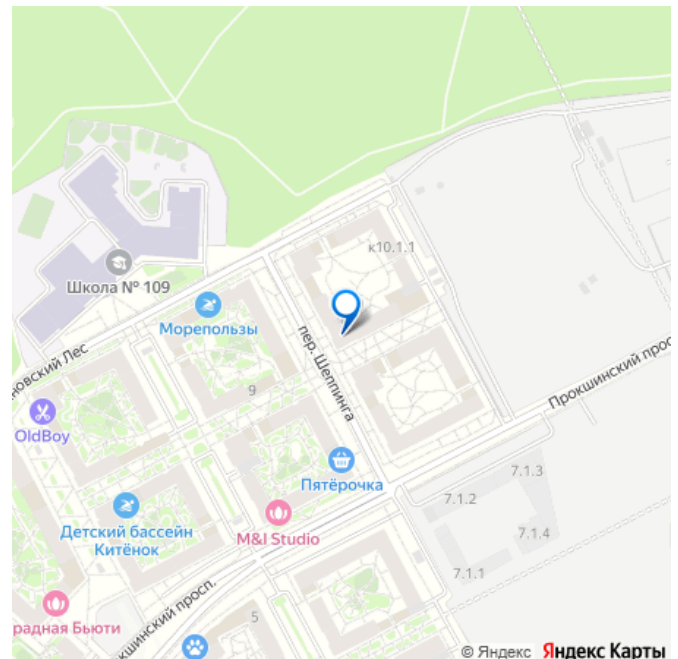 к10.1.1
Школа № 109
Морепользы
пер. Шеппинга
новский Лес
9
OldBoy
Прокшинский просп
Пятёрочка
7.1.3
7.1.2
7.1.4
7.1.1
Детский бассейн
Китёнок
M&I Studio
окшинский просп.
радная Бьюти
5
© Яндекс Яндекс Карты